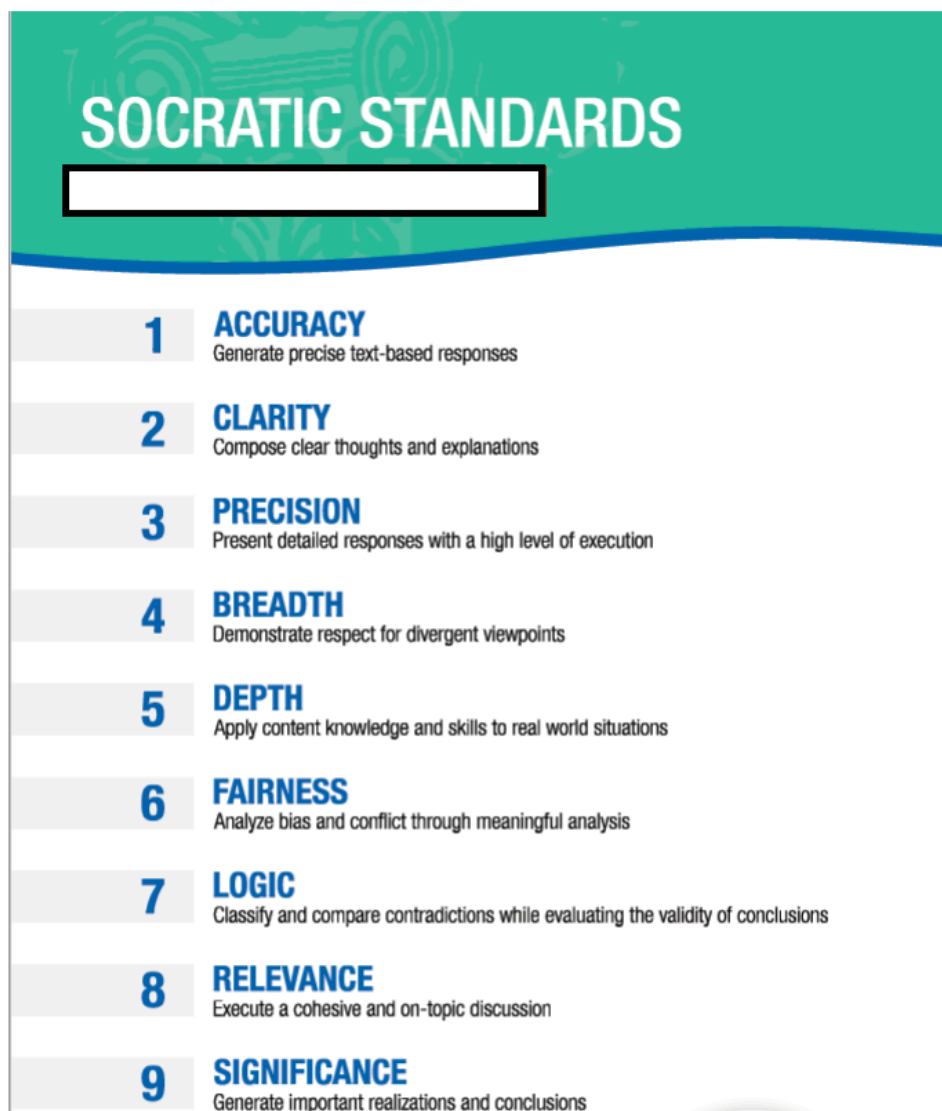 SOCRATIC STANDARDS
1 ACCURACY
Generate precise text-based responses
2 CLARITY
Compose clear thoughts and explanations
3 PRECISION
Present detailed responses with a high level of execution
4 BREADTH
Demonstrate respect for divergent viewpoints
5 DEPTH
Apply content knowledge and skills to real world situations
6 FAIRNESS
Analyze bias and conflict through meaningful analysis
7 LOGIC
Classify and compare contradictions while evaluating the validity of conclusions
8 RELEVANCE
Execute a cohesive and on-topic discussion
9 SIGNIFICANCE
Generate important realizations and conclusions